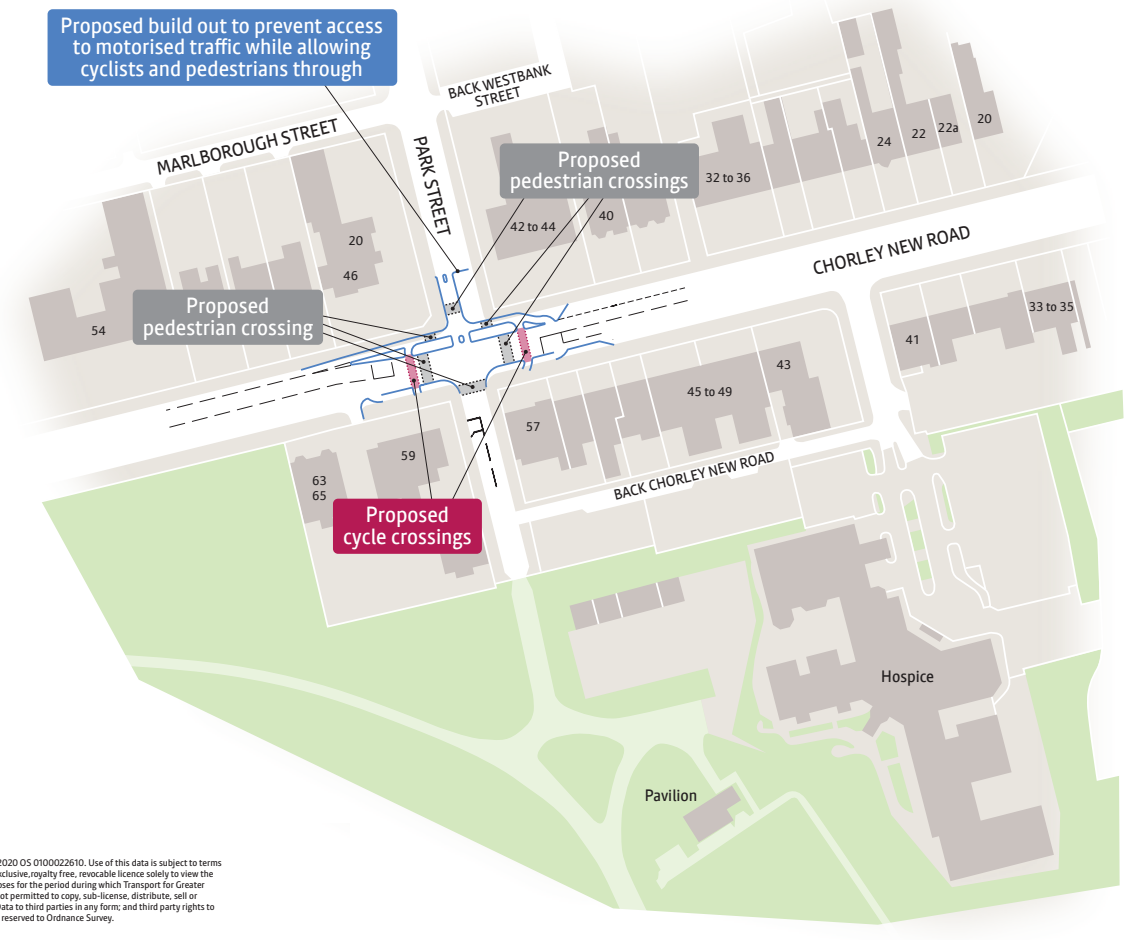 Proposed build out to prevent access
to motorised traffic while allowing
cyclists and pedestrians through
BACK WESTBANK
STREET
MARLBOROUGH STREET
PARK STREET
Proposed
pedestrian crossings
20
22a
22
24
32 to 36
40
42 to 44
20
46
54
CHORLEY NEW ROAD
Proposed
pedestrian crossing
33 to 35
41
43
45 to 49
57
59
63
65
BACK CHORLEY NEW ROAD
Proposed
cycle crossings
Hospice
Pavilion
2020 OS 0100022610. Use of this data is subject to terms
xclusive,royalty free, revocable licence solely to view the
oses for the period during which Transport for Greater
ot permitted to copy, sub-license, distribute, sell or
Data to third parties in any form; and third party rights to
reserved to Ordnance Survey.